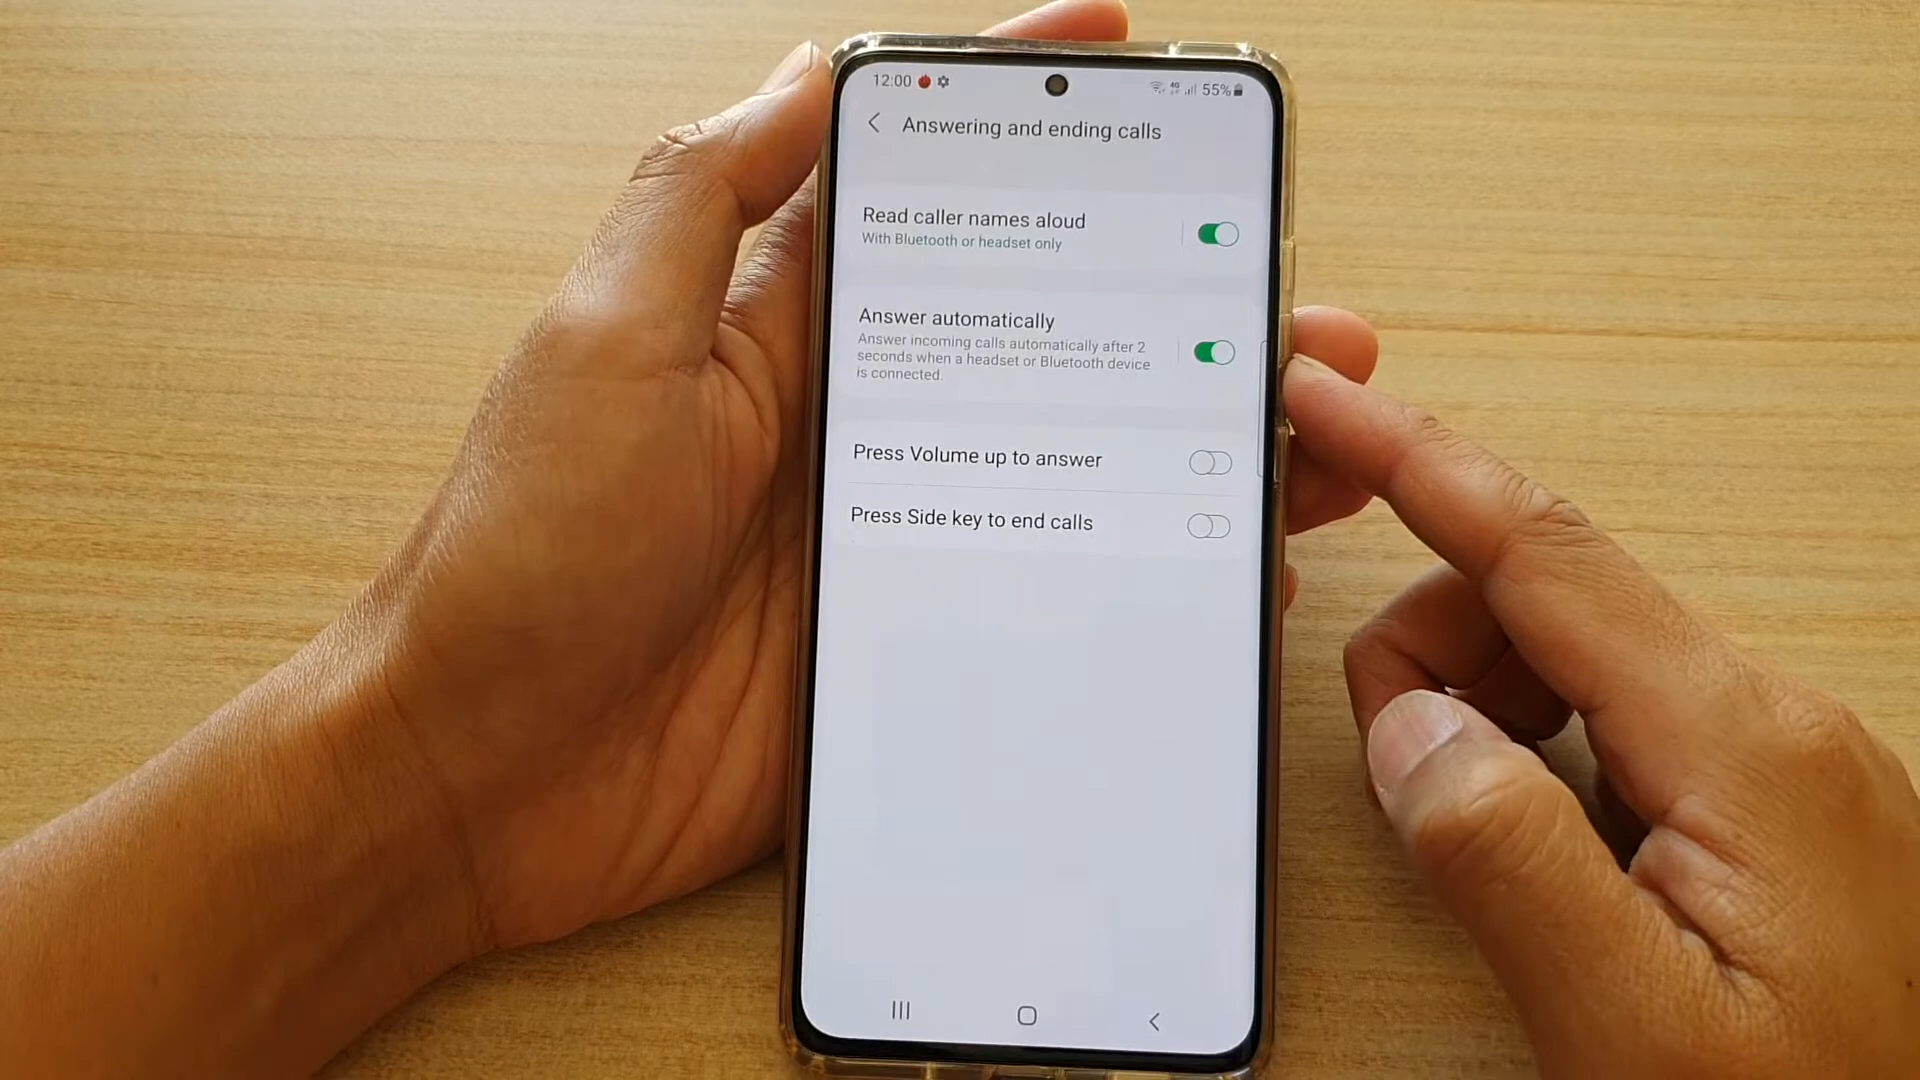 12:00 4G 55%
Answering and ending calls
Read caller names aloud
With Bluetooth or headset only
Answer automatically
Answer incoming calls automatically after 2
seconds when a headset or Bluetooth device
is connected.
Press Volume up to answer
Press Side key to end calls